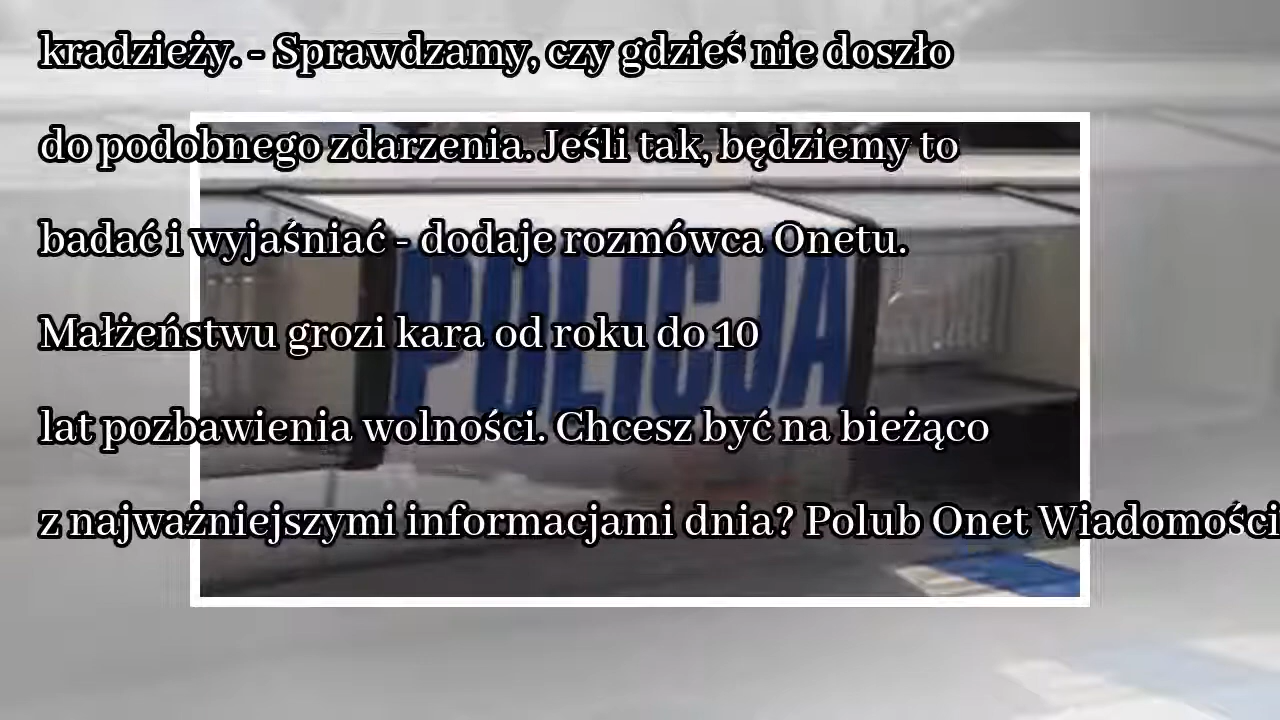 kradzieży. - Sprawdzamy, czy gdzieś nie doszło
do podobnego zdarzenia. Jeśli tak, będziemy to
badać i wyjaśniać - dodaje rozmówca Onetu.
POLICJA
Małżeństwu grozi kara od roku do 10
lat pozbawienia wolności. Chcesz być na bieżąco
z najważniejszymi informacjami dnia? Polub Onet Wiadomości